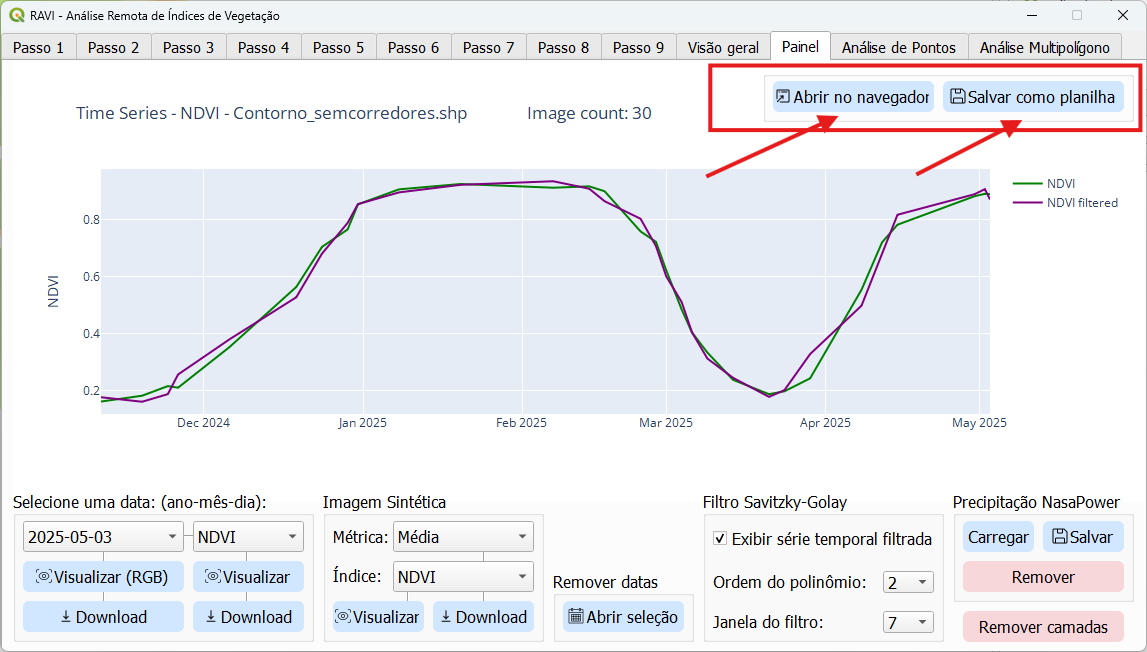 RAVI - Análise Remota de Índices de Vegetação
Passo 1 Passo 2 Passo 3 Passo 4 Passo 5 Passo 6 Passo 7 Passo 8 Passo 9 Visão geral Painel Análise de Pontos Análise Multipolígono
Abrir no navegador Salvar como planilha
Time Series - NDVI - Contorno_semcorredores.shp Image count: 30
NDVI
NDVI filtered
0.8
0.6
0.4
0.2
NDVI
Dec 2024 Jan 2025 Feb 2025 Mar 2025 Apr 2025 May 2025
Selecione uma data: (ano-mês-dia):
2025-05-03 NDVI
Visualizar (RGB) Visualizar
Download Download
Imagem Sintética
Métrica: Média
Índice: NDVI
Visualizar Download
Remover datas
Abrir seleção
Filtro Savitzky-Golay
Exibir série temporal filtrada
Ordem do polinômio: 2
Janela do filtro: 7
Precipitação NasaPower
Carregar Salvar
Remover
Remover camadas